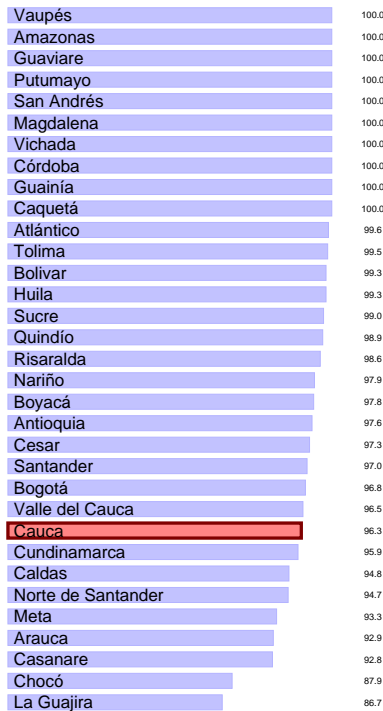 Vaupés 100.0
Amazonas 100.0
Guaviare 100.0
Putumayo 100.0
San Andrés 100.0
Magdalena 100.0
Vichada 100.0
Córdoba 100.0
Guainía 100.0
Caquetá 100.0
Atlántico 99.6
Tolima 99.5
Bolivar 99.3
Huila 99.3
Sucre 99.0
Quindío 98.9
Risaralda 98.6
Nariño 97.9
Boyacá 97.8
Antioquia 97.6
Cesar 97.3
Santander 97.0
Bogotá 96.8
Valle del Cauca 96.5
Cauca 96.3
Cundinamarca 95.9
Caldas 94.8
Norte de Santander 94.7
Meta 93.3
Arauca 92.9
Casanare 92.8
Chocó 87.9
La Guajira 86.7